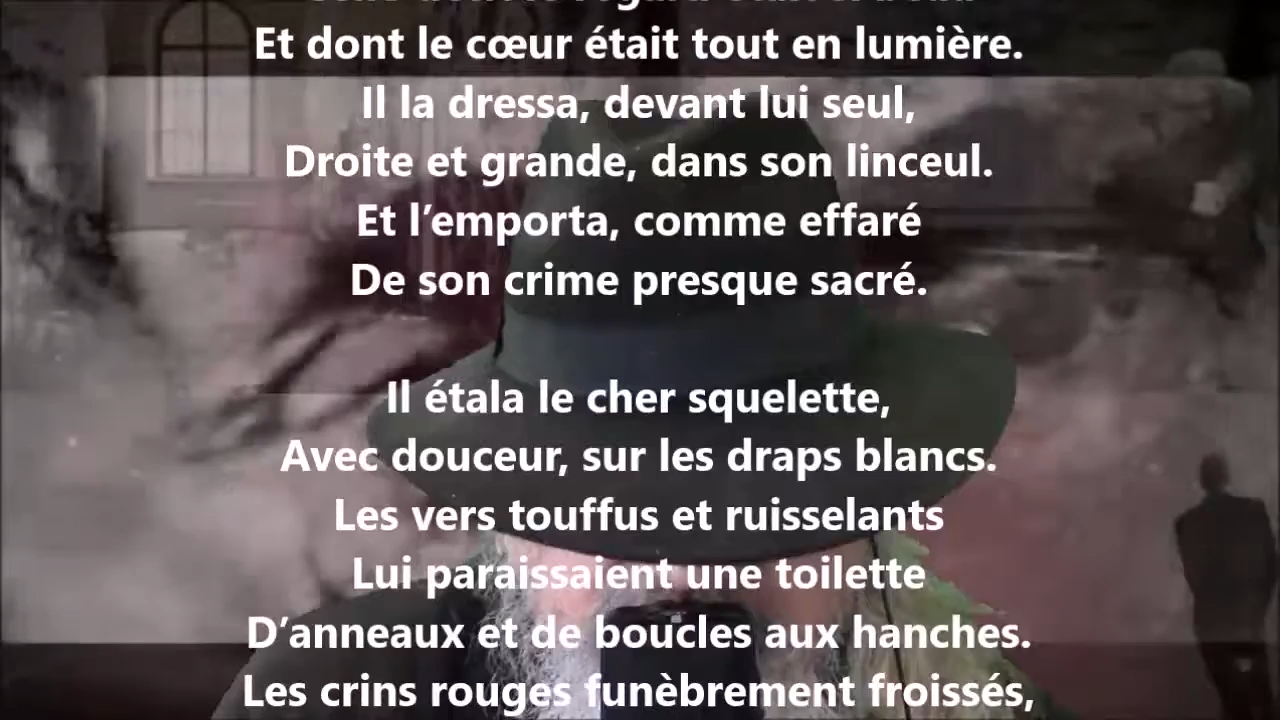 Et dont le cœur était tout en lumière.
Il la dressa, devant lui seul,
Droite et grande, dans son linceul.
Et l’emporta, comme effaré
De son crime presque sacré.
Il étala le cher squelette,
Avec douceur, sur les draps blancs.
Les vers touffus et ruisselants
Lui paraissaient une toilette
D’anneaux et de boucles aux hanches.
Les crins rouges funèbrement froissés,